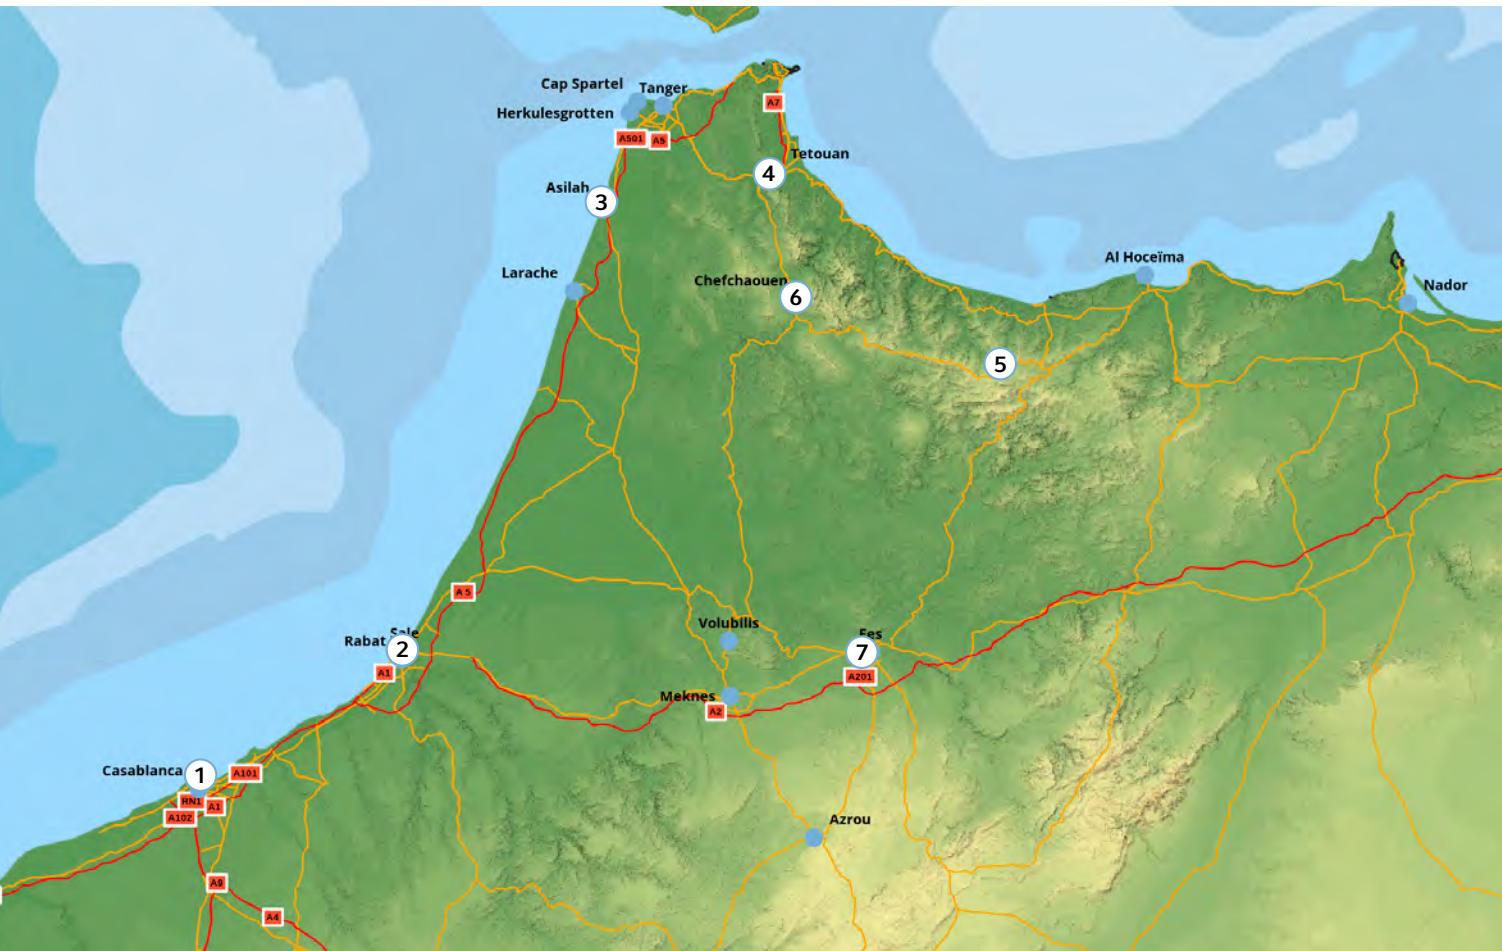 Cap Spartel
Tanger
Herkulesgrotten
A7
A501
A5
Tetouan
4
Asilah
3
Larache
Al Hoceïma
Chefchaouen
6
Nador
5
A 5
Volubilis
Rabat Sale
2
Fes
7
A1
A201
Meknes
A2
Casablanca
1
A101
RN1
A1
A102
Azrou
A9
A4